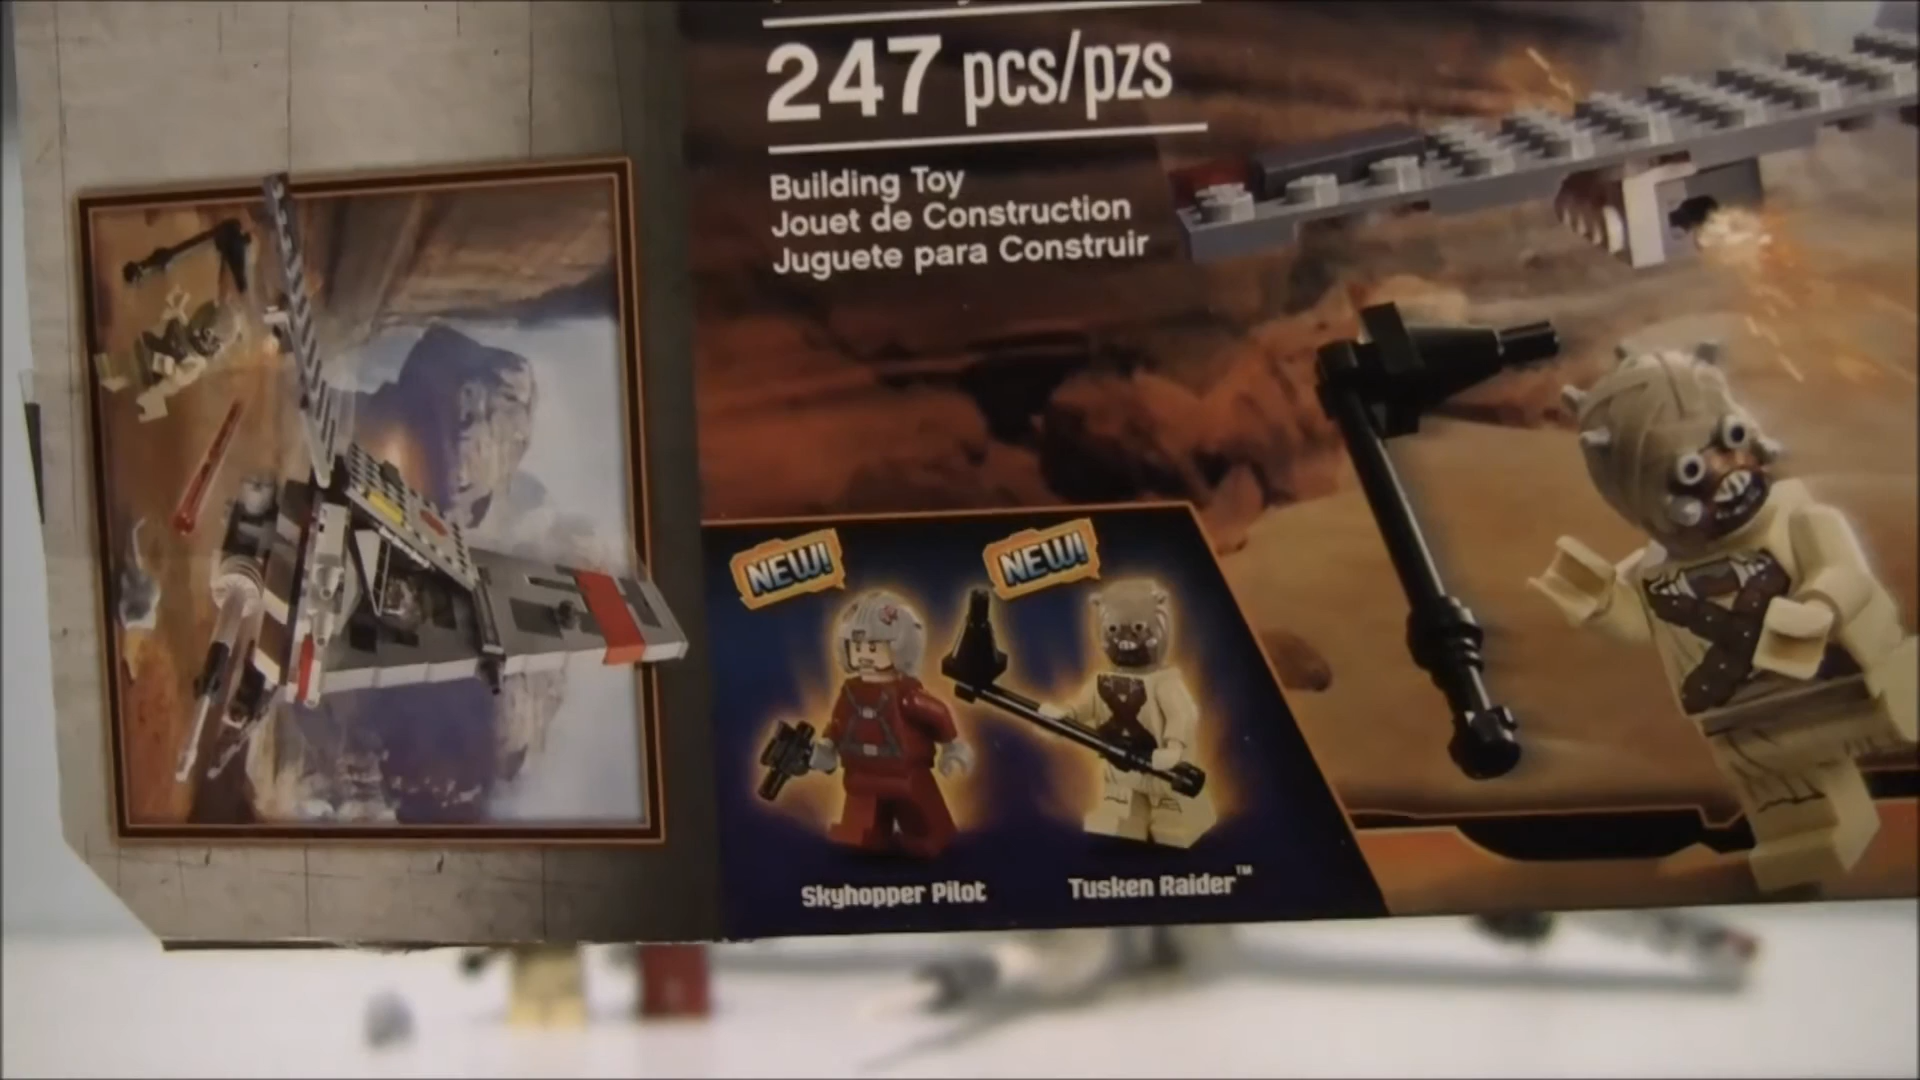 247 pcs/pzs
Building Toy
Jouet de Construction
Juguete para Construir
NEW!
NEW!
Skyhopper Pilot
Tusken Raider™